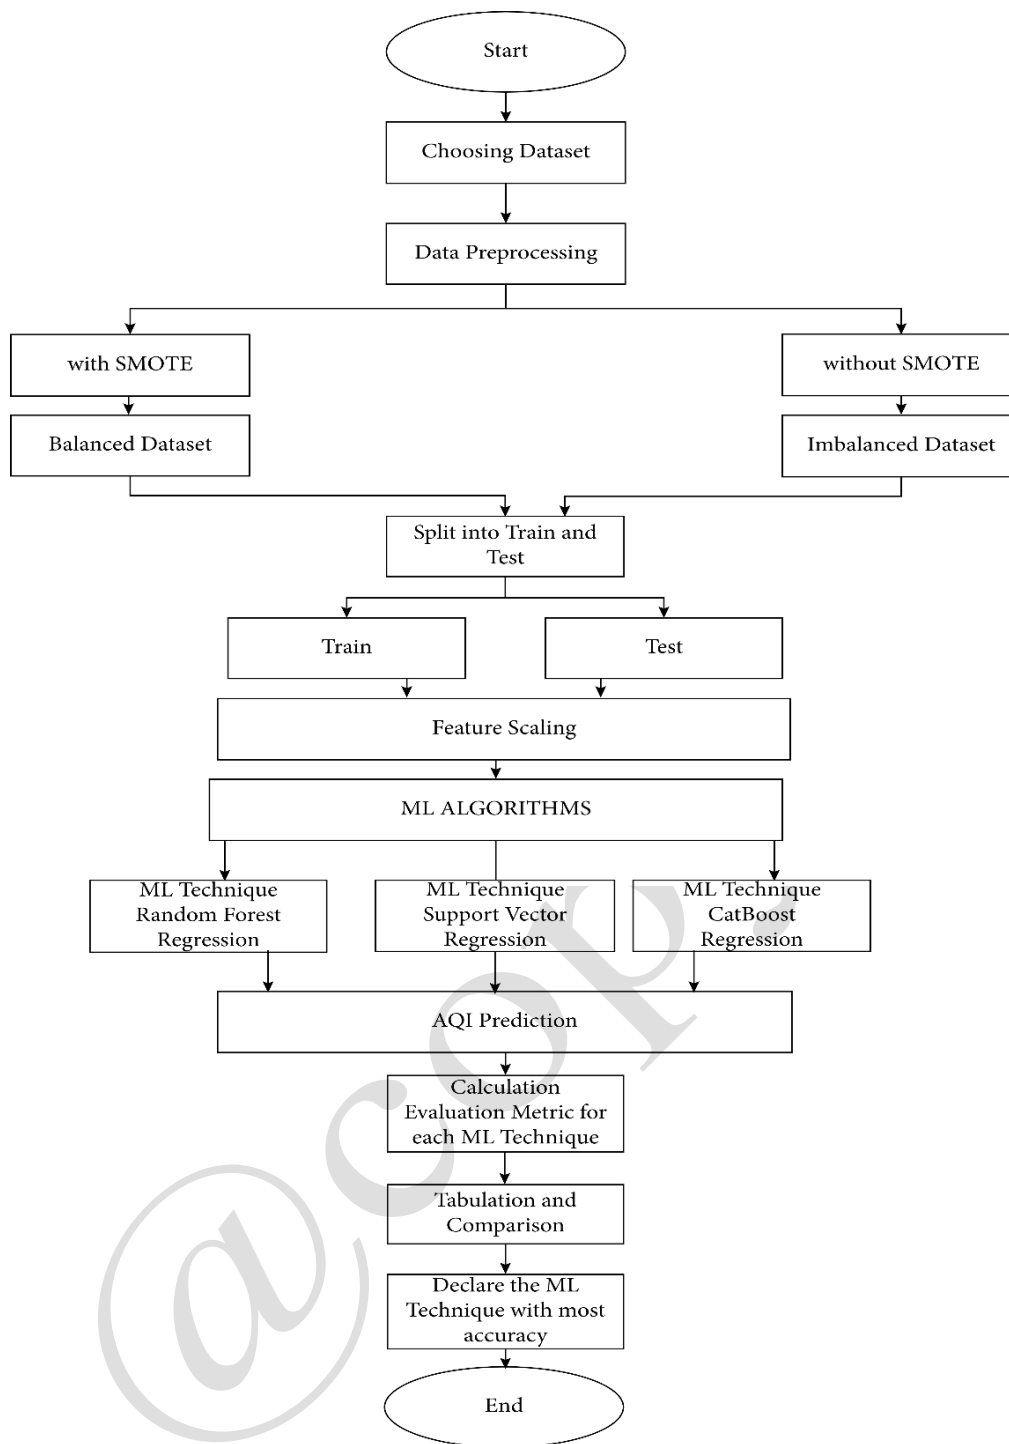 Start
Choosing Dataset
Data Preprocessing
with SMOTE
without SMOTE
Balanced Dataset
Imbalanced Dataset
Split into Train and
Test
Train
Test
Feature Scaling
ML ALGORITHMS
ML Technique
Random Forest
Regression
ML Technique
Support Vector
Regression
ML Technique
CatBoost
Regression
AQI Prediction
Calculation
Evaluation Metric for
each ML Technique
Tabulation and
Comparison
Declare the ML
Technique with most
accuracy
End
@copy